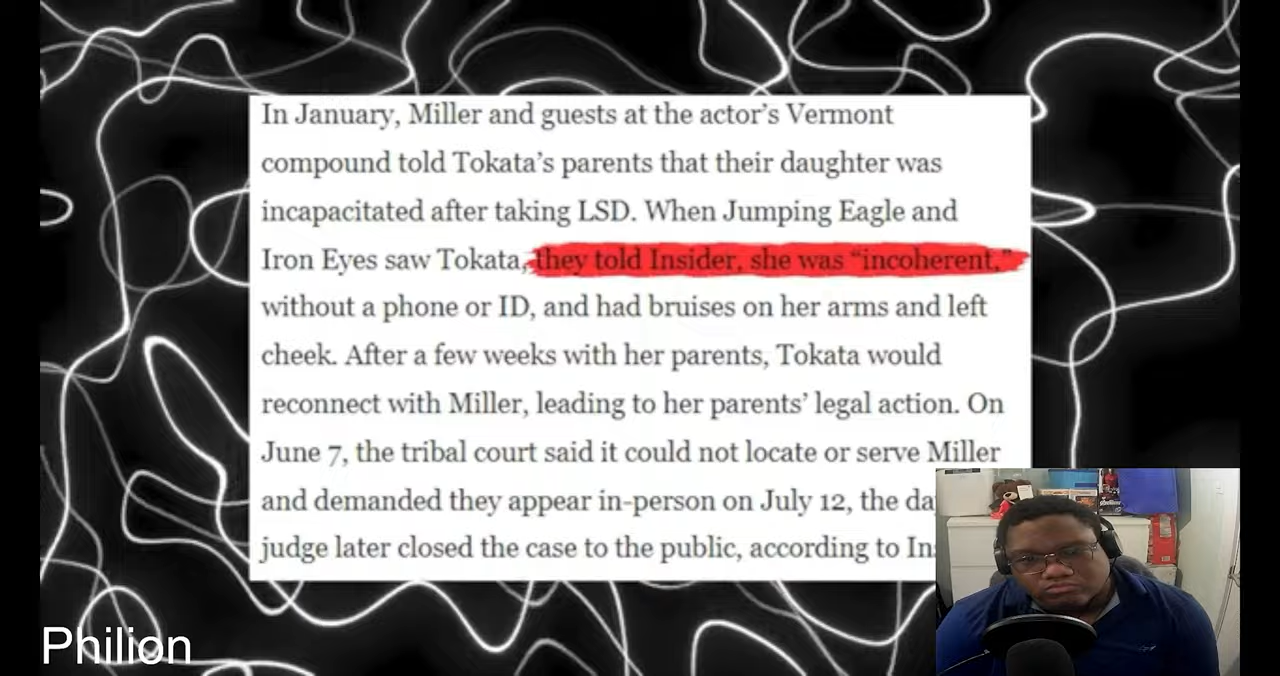 In January, Miller and guests at the actor's Vermont
compound told Tokata's parents that their daughter was
incapacitated after taking LSD. When Jumping Eagle and
Iron Eyes saw Tokata, they told Insider, she was “incoherent,”
without a phone or ID, and had bruises on her arms and left
cheek. After a few weeks with her parents, Tokata would
reconnect with Miller, leading to her parents' legal action. On
June 7, the tribal court said it could not locate or serve Miller
and demanded they appear in-person on July 12, the
judge later closed the case to the public, according to
Philion